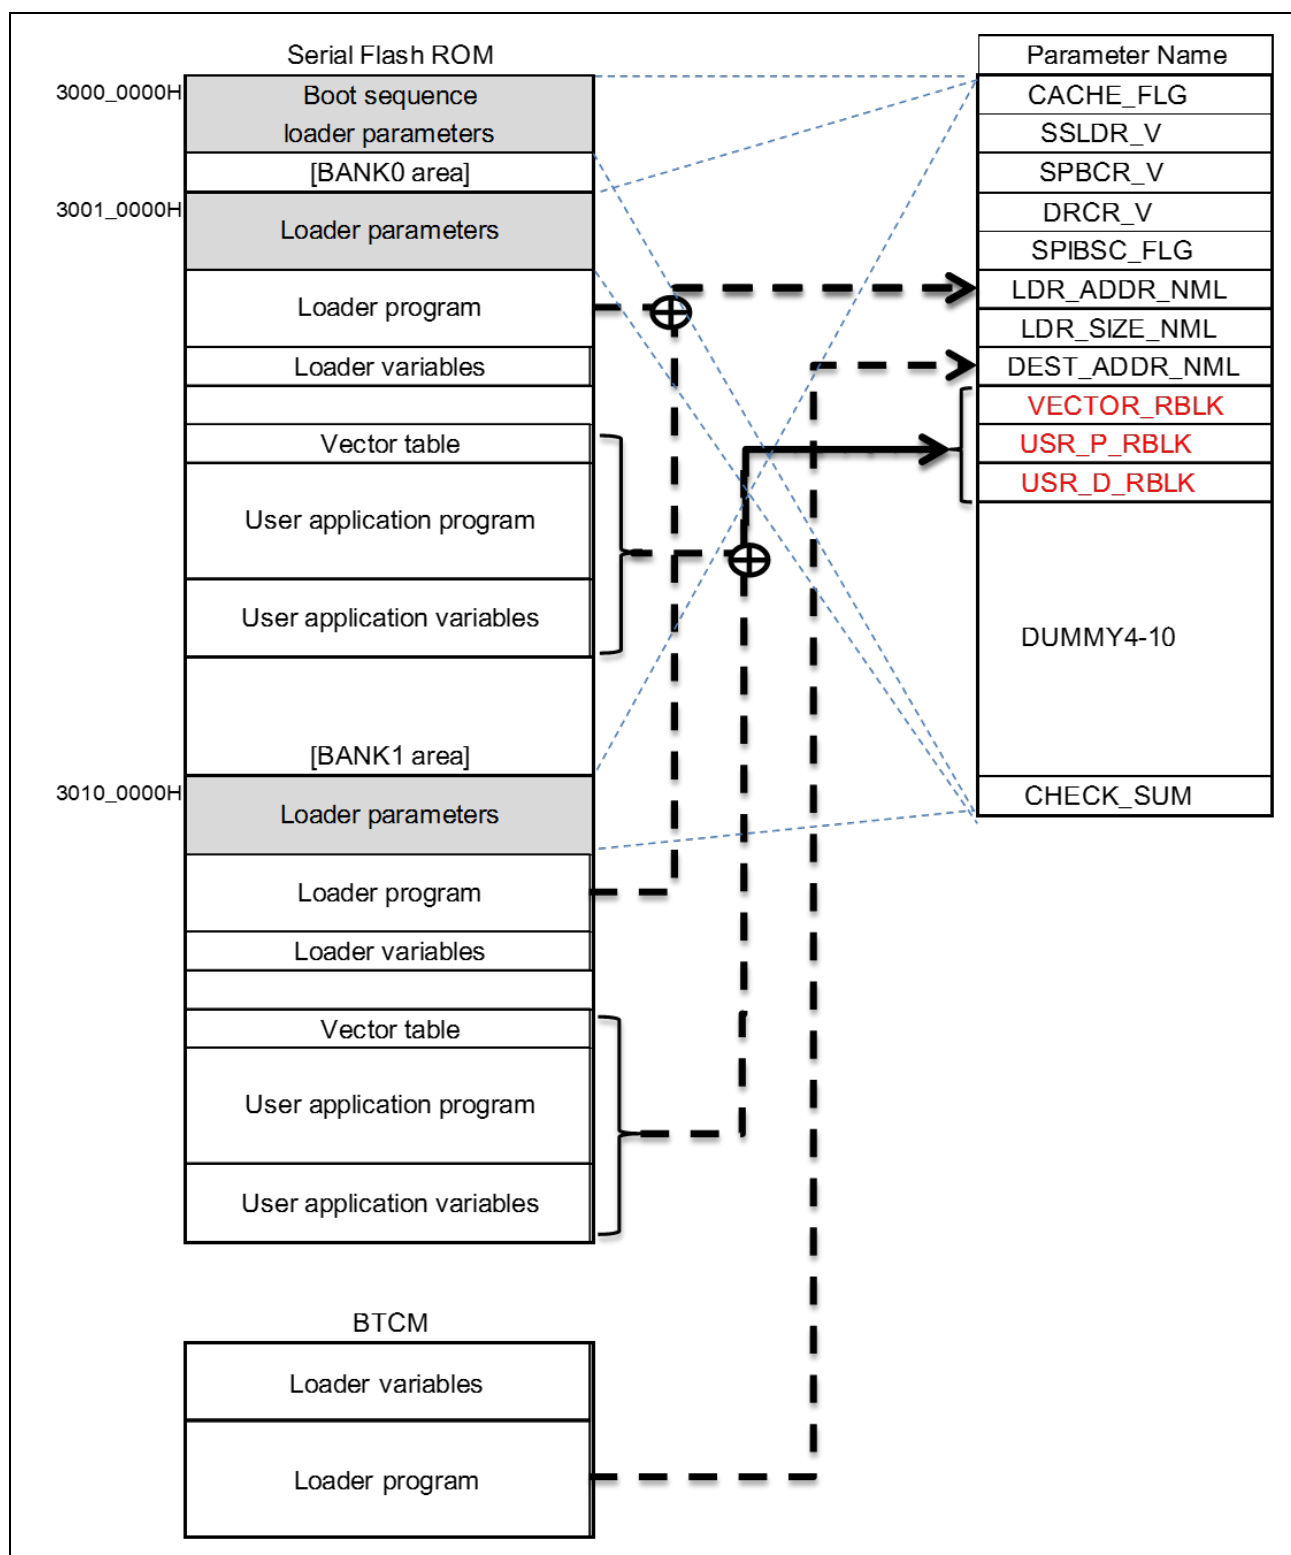 Serial Flash ROM
3000_0000H
Boot sequence
loader parameters
[BANK0 area]
3001_0000H
Loader parameters
Loader program
Loader variables
Vector table
User application program
User application variables
[BANK1 area]
3010_0000H
Loader parameters
Loader program
Loader variables
Vector table
User application program
User application variables
BTCM
Loader variables
Loader program
Parameter Name
CACHE_FLG
SSLDR_V
SPBCR_V
DRCR_V
SPIBSC_FLG
LDR_ADDR_NML
LDR_SIZE_NML
DEST_ADDR_NML
VECTOR_RBLK
USR_P_RBLK
USR_D_RBLK
DUMMY4-10
CHECK_SUM